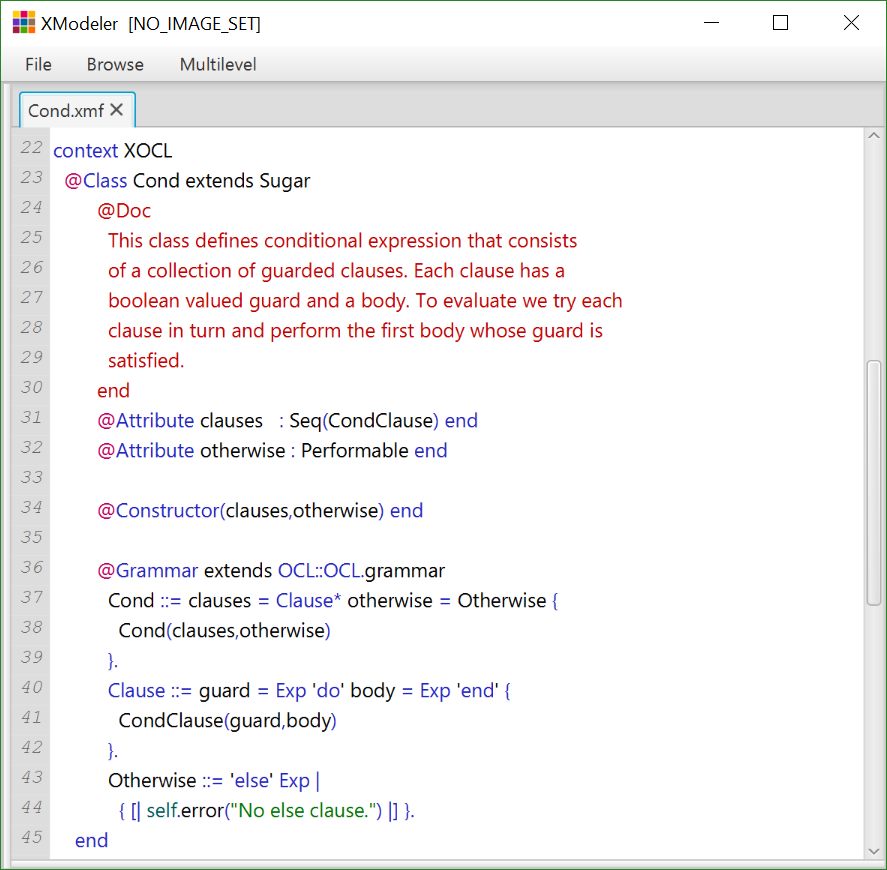 XModeler [NO_IMAGE_SET]
File Browse Multilevel
Cond.xmf
22 context XOCL
23 @Class Cond extends Sugar
24 @Doc
25 This class defines conditional expression that consists
26 of a collection of guarded clauses. Each clause has a
27 boolean valued guard and a body. To evaluate we try each
28 clause in turn and perform the first body whose guard is
29 satisfied.
30 end
31 @Attribute clauses : Seq(CondClause) end
32 @Attribute otherwise : Performable end
33
34 @Constructor(clauses,otherwise) end
35
36 @Grammar extends OCL::OCL.grammar
37 Cond ::= clauses = Clause* otherwise = Otherwise {
38 Cond(clauses,otherwise)
39 }.
40 Clause ::= guard = Exp 'do' body = Exp 'end' {
41 CondClause(guard,body)
42 }.
43 Otherwise ::= 'else' Exp |
44 { [| self.error("No else clause.") |] }.
45 end